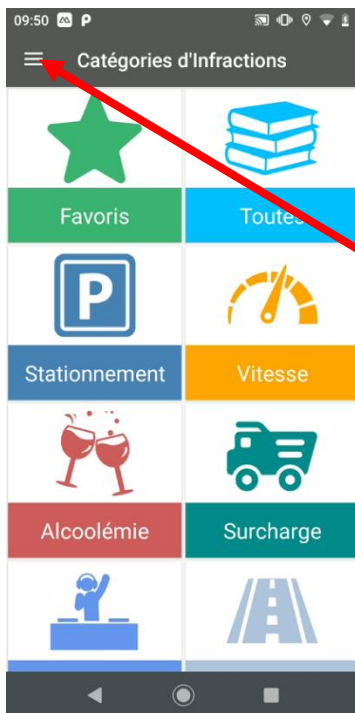 09:50 P
Catégories d'Infractions
Favoris
Toutes
P
Stationnement
Vitesse
Alcoolémie
Surcharge